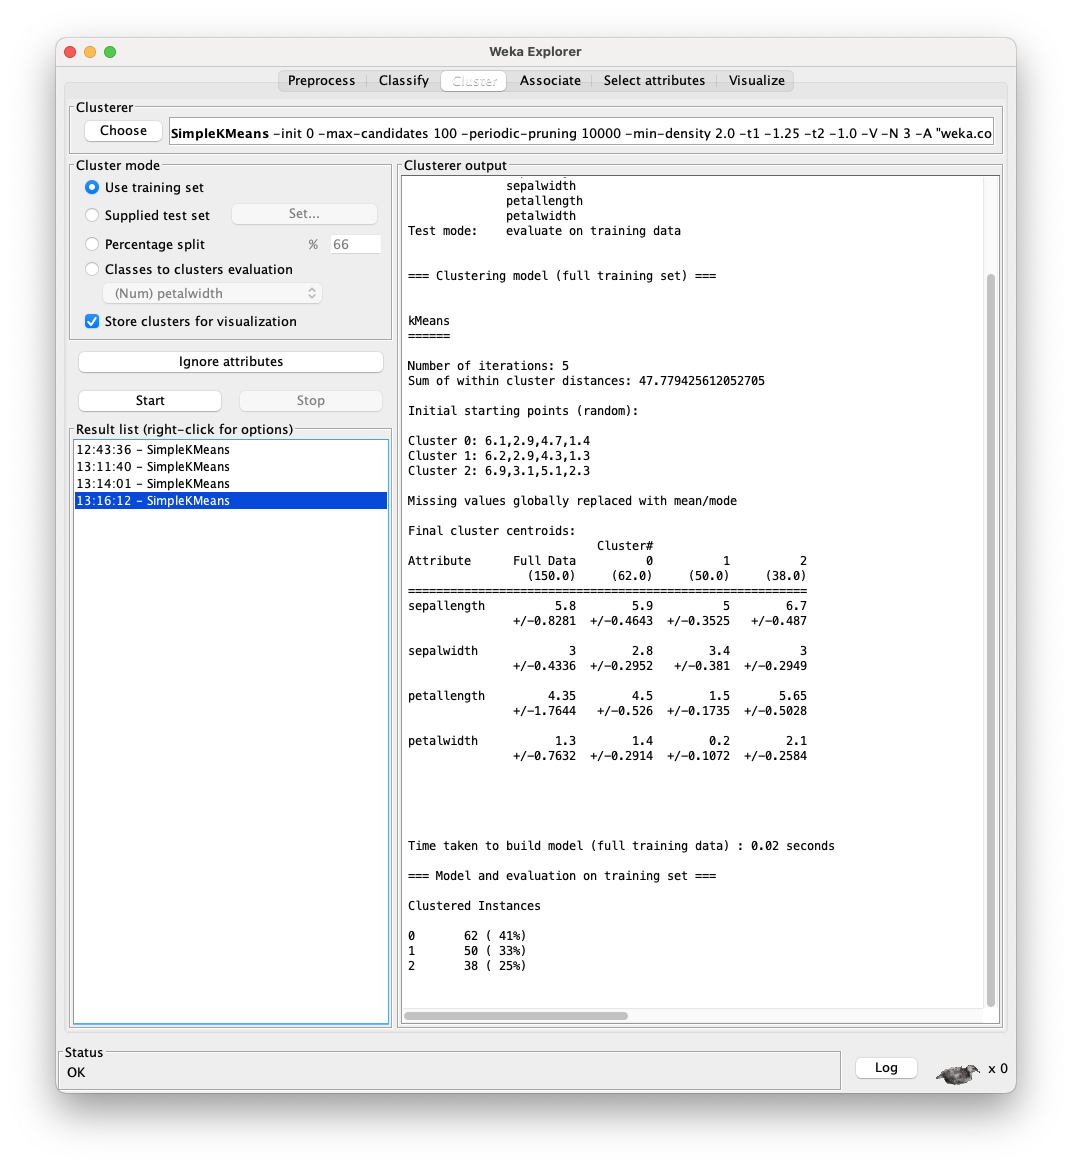 Weka Explorer
Preprocess Classify Cluster Associate Select attributes Visualize
Clusterer
Choose SimpleKMeans -init 0 -max-candidates 100 -periodic-pruning 10000 -min-density 2.0 -t1 -1.25 -t2 -1.0 -V -N 3 -A "weka.co
Cluster mode
Use training set
Supplied test set Set...
Percentage split % 66
Classes to clusters evaluation
(Num) petalwidth
Store clusters for visualization
Ignore attributes
Start Stop
Result list (right-click for options)
12:43:36 - SimpleKMeans
13:11:40 - SimpleKMeans
13:14:01 - SimpleKMeans
13:16:12 - SimpleKMeans
Clusterer output
sepalwidth
petallength
petalwidth
Test mode: evaluate on training data
=== Clustering model (full training set) ===
kMeans
======
Number of iterations: 5
Sum of within cluster distances: 47.779425612052705
Initial starting points (random):
Cluster 0: 6.1,2.9,4.7,1.4
Cluster 1: 6.2,2.9,4.3,1.3
Cluster 2: 6.9,3.1,5.1,2.3
Missing values globally replaced with mean/mode
Final cluster centroids:
Cluster#
Attribute Full Data 0 1 2
(150.0) (62.0) (50.0) (38.0)
=========================================================
sepallength 5.8 5.9 5 6.7
+/-0.8281 +/-0.4643 +/-0.3525 +/-0.487
sepalwidth 3 2.8 3.4 3
+/-0.4336 +/-0.2952 +/-0.381 +/-0.2949
petallength 4.35 4.5 1.5 5.65
+/-1.7644 +/-0.526 +/-0.1735 +/-0.5028
petalwidth 1.3 1.4 0.2 2.1
+/-0.7632 +/-0.2914 +/-0.1072 +/-0.2584
Time taken to build model (full training data) : 0.02 seconds
=== Model and evaluation on training set ===
Clustered Instances
0 62 ( 41%)
1 50 ( 33%)
2 38 ( 25%)
Status
OK
Log
x 0